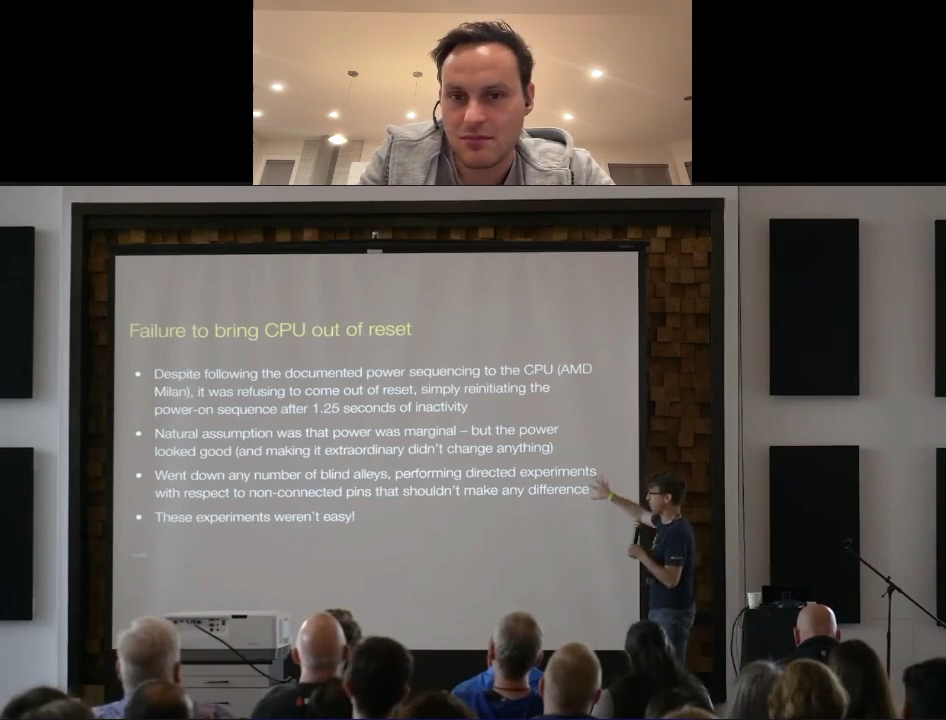 Failure to bring CPU out of reset
• Despite following the documented power sequencing to the CPU (AMD
Milan), it was refusing to come out of reset, simply reinitiating the
power-on sequence after 1.25 seconds of inactivity
• Natural assumption was that power was marginal – but the power
looked good (and making it extraordinary didn't change anything)
• Went down any number of blind alleys, performing directed experiments
with respect to non-connected pins that shouldn't make any difference
• These experiments weren't easy!